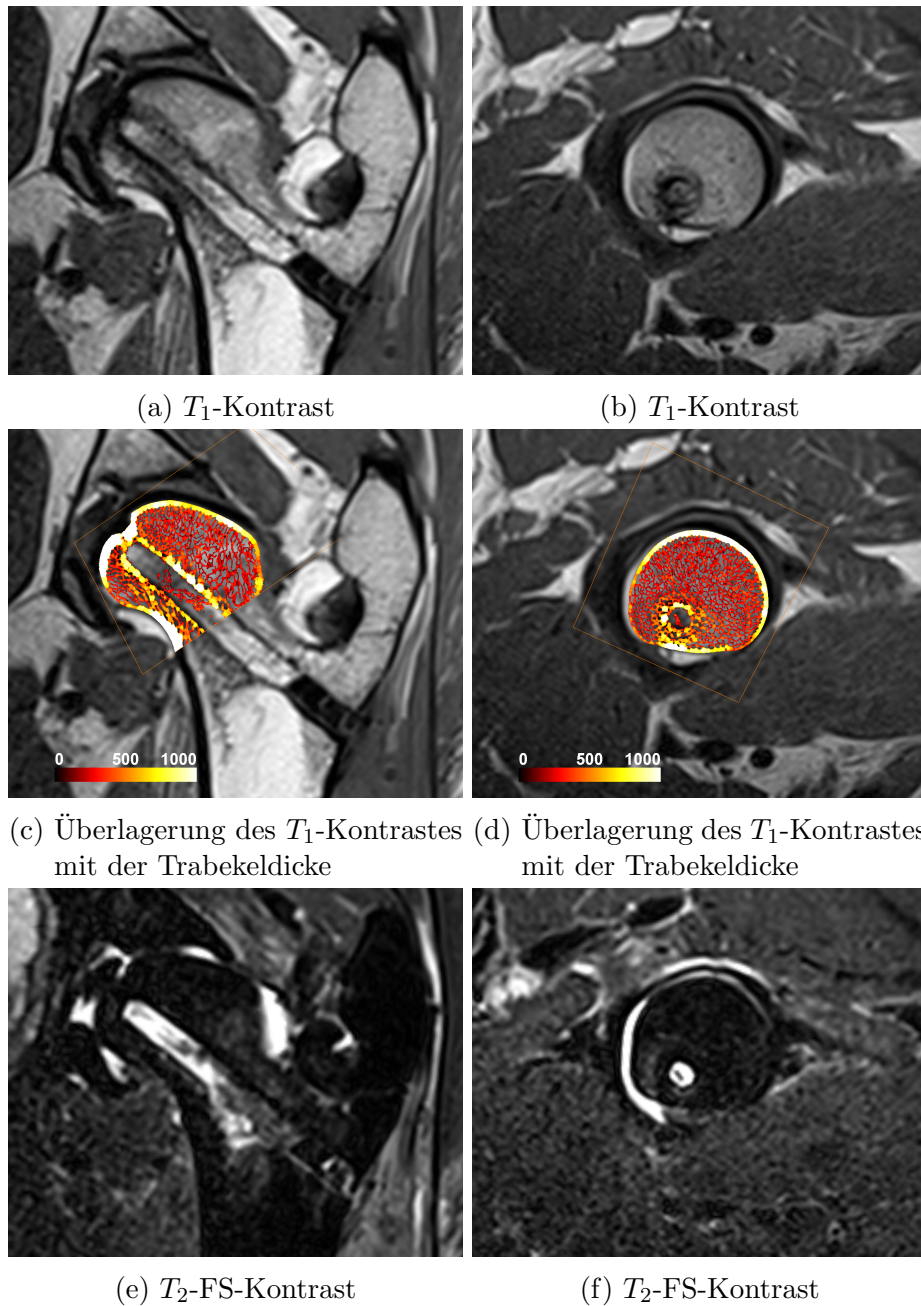 (a) T₁-Kontrast
(b) T₁-Kontrast
0 500 1000
0 500 1000
(c) Überlagerung des T₁-Kontrastes
mit der Trabekeldicke
(d) Überlagerung des T₁-Kontrastes
mit der Trabekeldicke
(e) T₂-FS-Kontrast
(f) T₂-FS-Kontrast